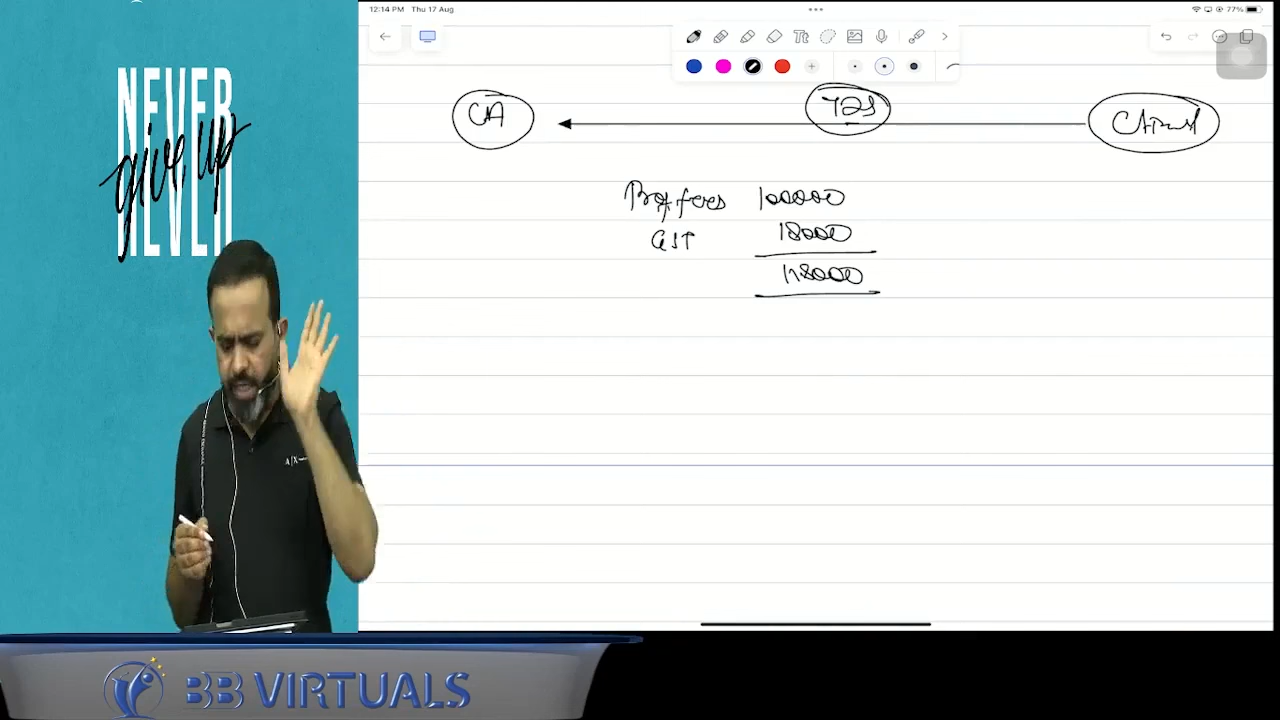 12:14 PM Thu 17 Aug
77%
NEVER
give up
NEVER
CA
TDS
Client
Prof fees 100000
GST 18000
118000
A|X
BB VIRTUALS